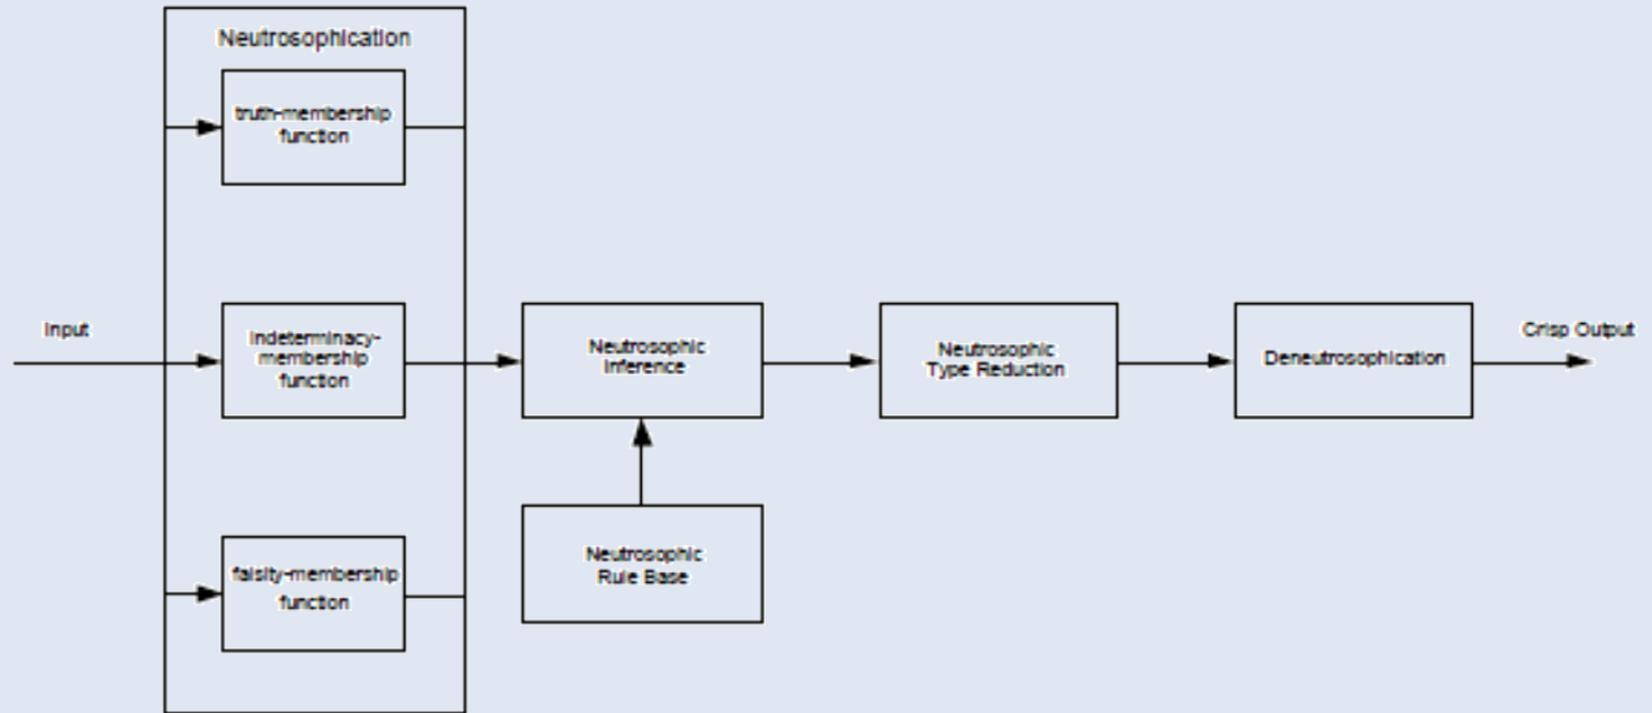 Neutrosophication
truth-membership
function
Input
indeterminacy-
membership
function
Neutrosophic
Inference
Neutrosophic
Type Reduction
Deneutrosophication
Crisp Output
Neutrosophic
Rule Base
falsity-membership
function